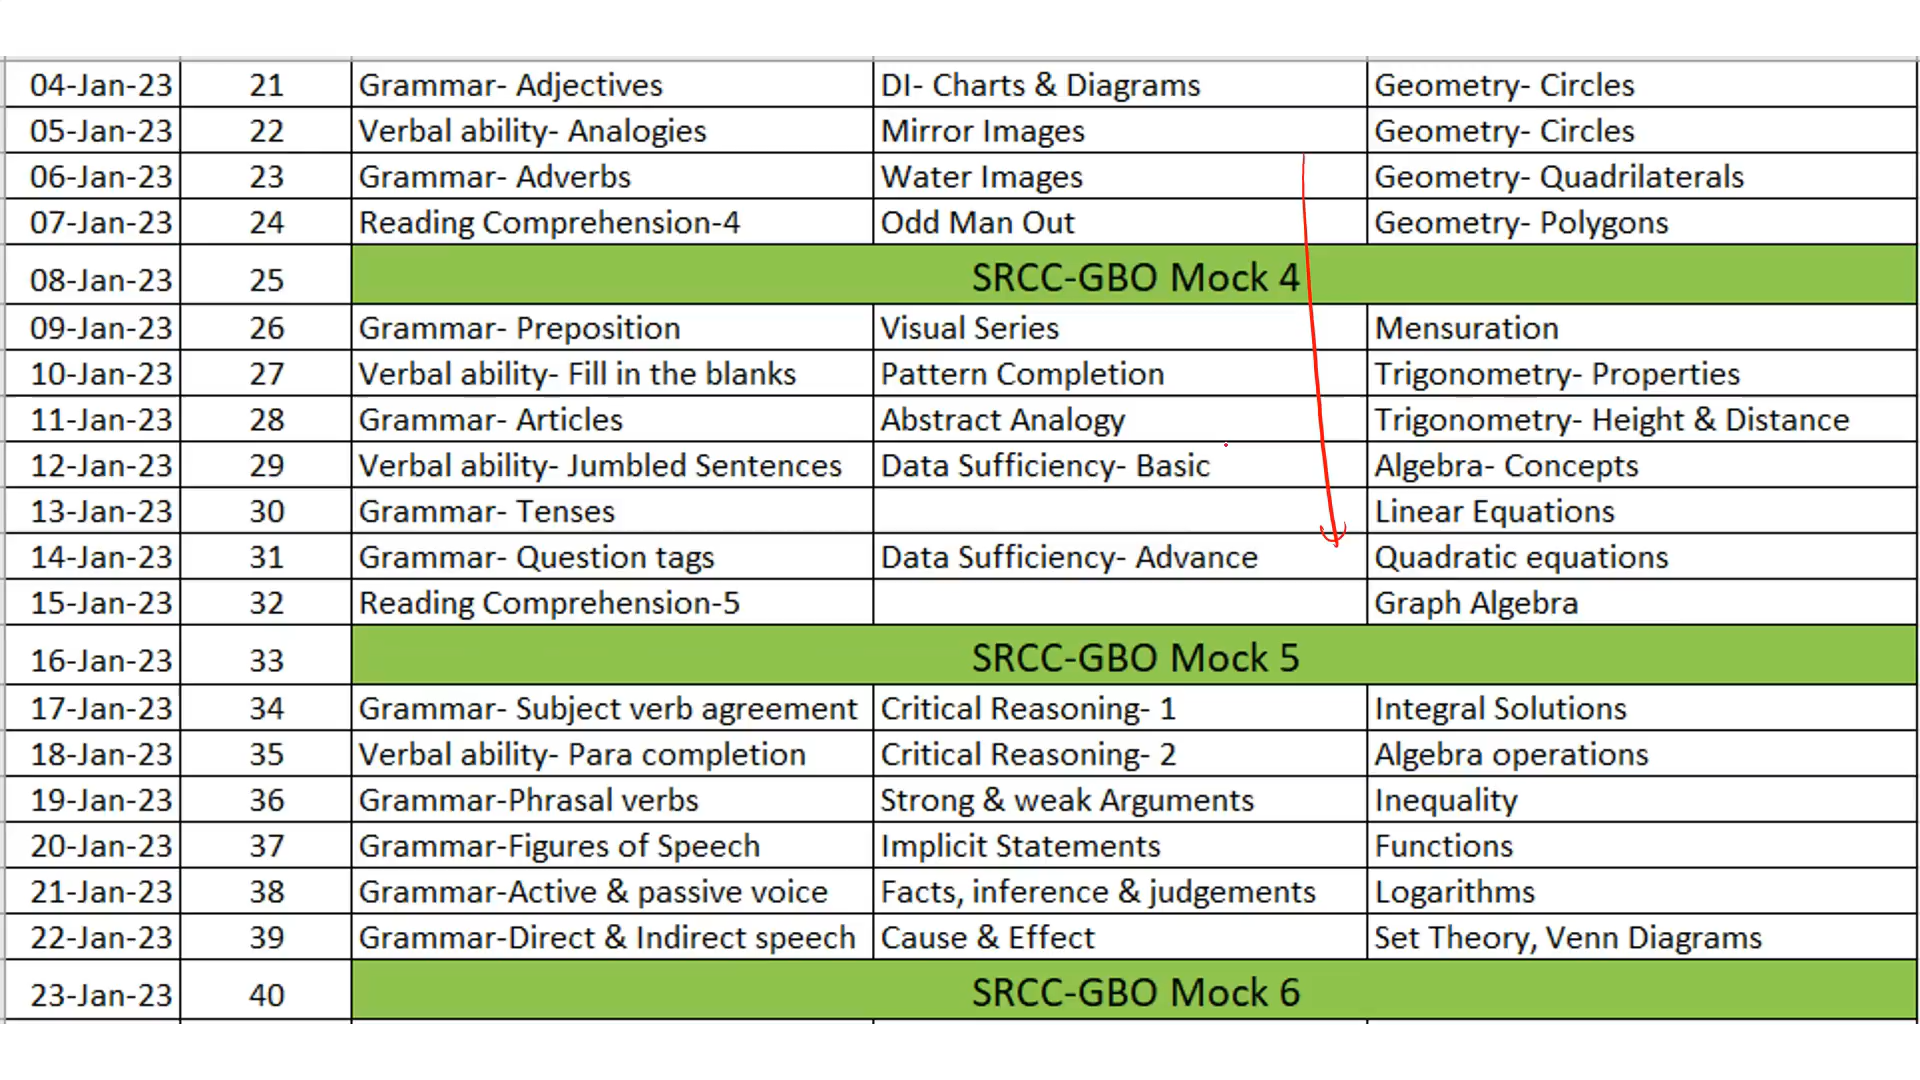 04-Jan-23 21 Grammar- Adjectives DI- Charts & Diagrams Geometry- Circles
05-Jan-23 22 Verbal ability- Analogies Mirror Images Geometry- Circles
06-Jan-23 23 Grammar- Adverbs Water Images Geometry- Quadrilaterals
07-Jan-23 24 Reading Comprehension-4 Odd Man Out Geometry- Polygons
08-Jan-23 25 SRCC-GBO Mock 4
09-Jan-23 26 Grammar- Preposition Visual Series Mensuration
10-Jan-23 27 Verbal ability- Fill in the blanks Pattern Completion Trigonometry- Properties
11-Jan-23 28 Grammar- Articles Abstract Analogy Trigonometry- Height & Distance
12-Jan-23 29 Verbal ability- Jumbled Sentences Data Sufficiency- Basic Algebra- Concepts
13-Jan-23 30 Grammar- Tenses Linear Equations
14-Jan-23 31 Grammar- Question tags Data Sufficiency- Advance Quadratic equations
15-Jan-23 32 Reading Comprehension-5 Graph Algebra
16-Jan-23 33 SRCC-GBO Mock 5
17-Jan-23 34 Grammar- Subject verb agreement Critical Reasoning- 1 Integral Solutions
18-Jan-23 35 Verbal ability- Para completion Critical Reasoning- 2 Algebra operations
19-Jan-23 36 Grammar-Phrasal verbs Strong & weak Arguments Inequality
20-Jan-23 37 Grammar-Figures of Speech Implicit Statements Functions
21-Jan-23 38 Grammar-Active & passive voice Facts, inference & judgements Logarithms
22-Jan-23 39 Grammar-Direct & Indirect speech Cause & Effect Set Theory, Venn Diagrams
23-Jan-23 40 SRCC-GBO Mock 6